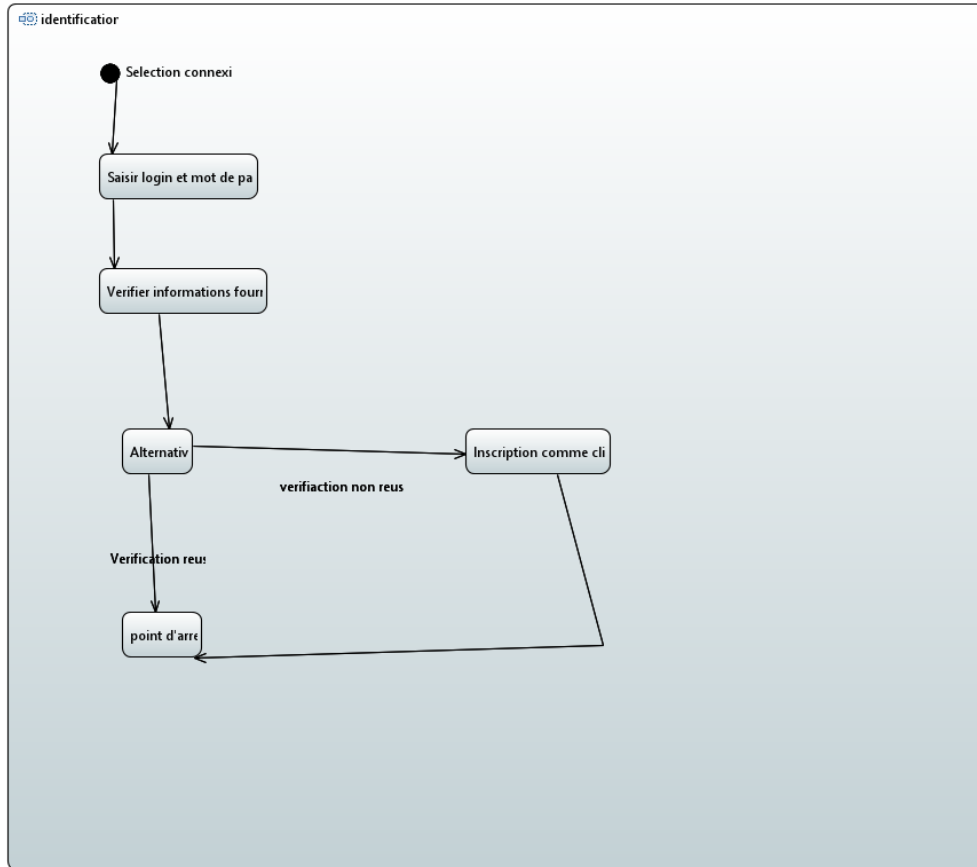 identificatior
Selection connexi
Saisir login et mot de pa
Verifier informations fourr
Alternativ
Inscription comme cli
verifiaction non reus
Verification reus
point d'arre